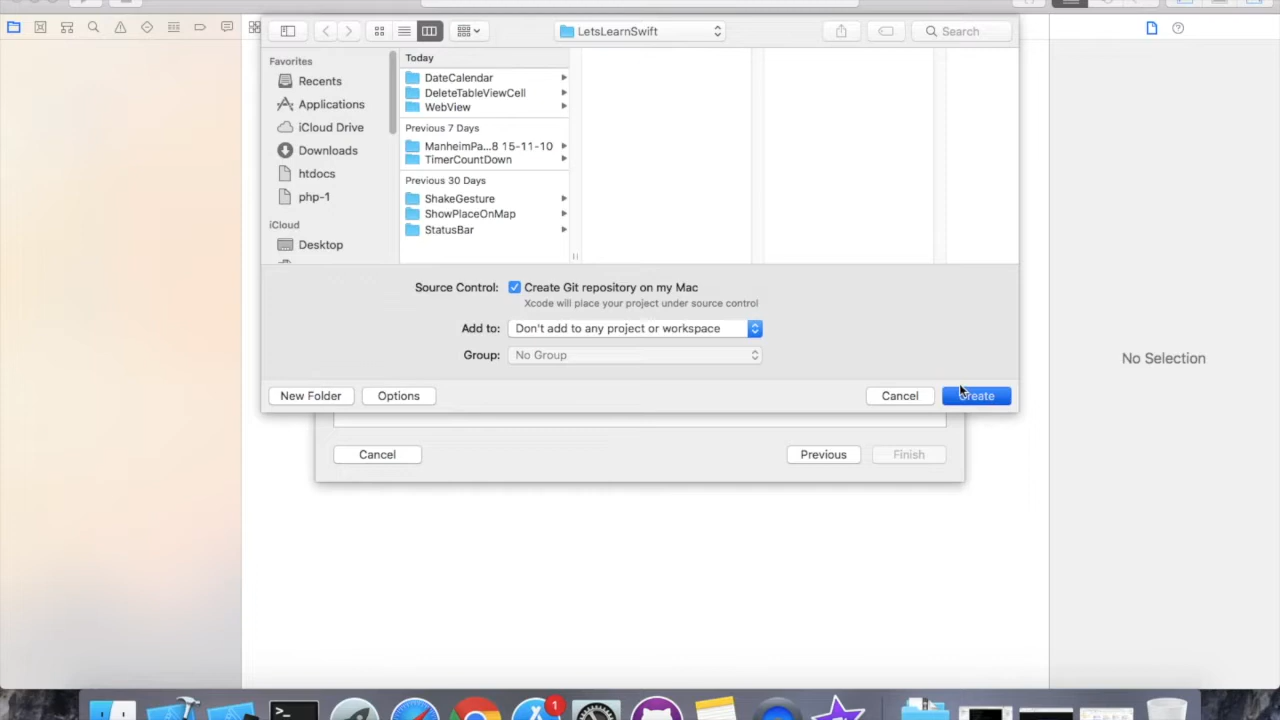 LetsLearnSwift
Search
Favorites
Recents
Applications
iCloud Drive
Downloads
htdocs
php-1
iCloud
Desktop
Today
DateCalendar
DeleteTableViewCell
WebView
Previous 7 Days
ManheimPa...8 15-11-10
TimerCountDown
Previous 30 Days
ShakeGesture
ShowPlaceOnMap
StatusBar
Source Control: Create Git repository on my Mac
Xcode will place your project under source control
Add to: Don't add to any project or workspace
Group: No Group
New Folder Options Cancel Create
Cancel Previous Finish
No Selection
1